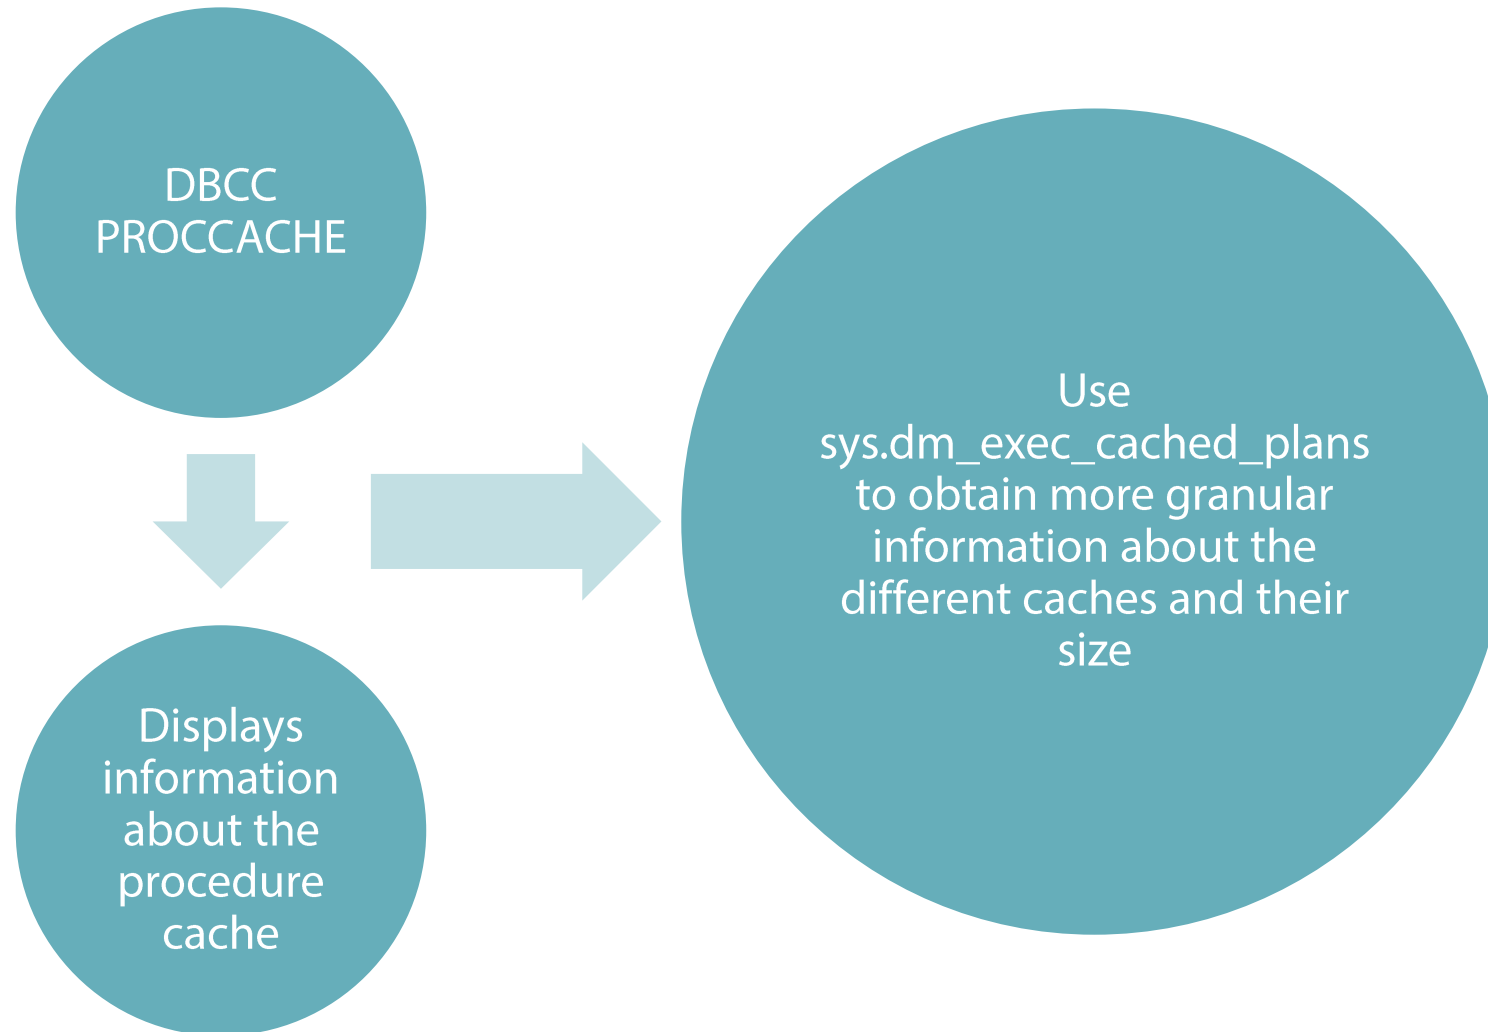 DBCC
PROCCACHE
Displays
information
about the
procedure
cache
Use
sys.dm_exec_cached_plans
to obtain more granular
information about the
different caches and their
size